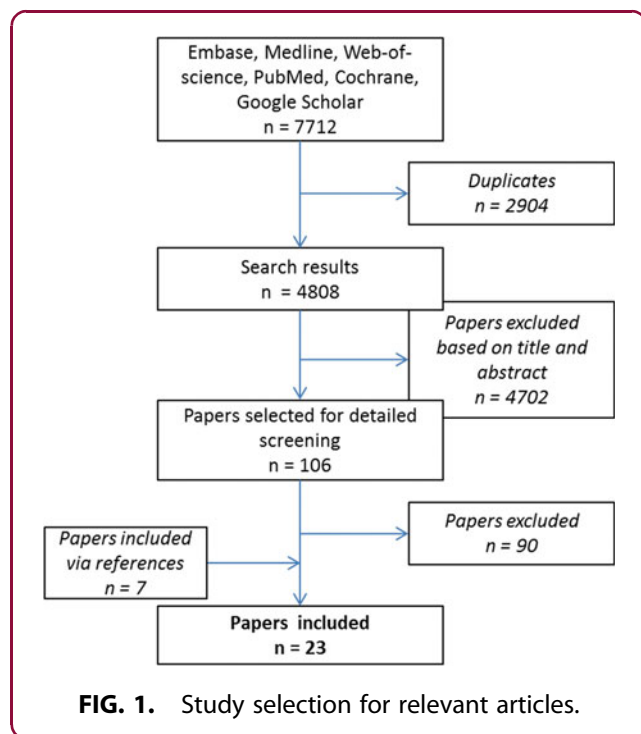 Embase, Medline, Web-of-
science, PubMed, Cochrane,
Google Scholar
n = 7712
Duplicates
n = 2904
Search results
n = 4808
Papers excluded
based on title and
abstract
n = 4702
Papers selected for detailed
screening
n = 106
Papers excluded
n = 90
Papers included
via references
n = 7
Papers included
n = 23
FIG. 1. Study selection for relevant articles.